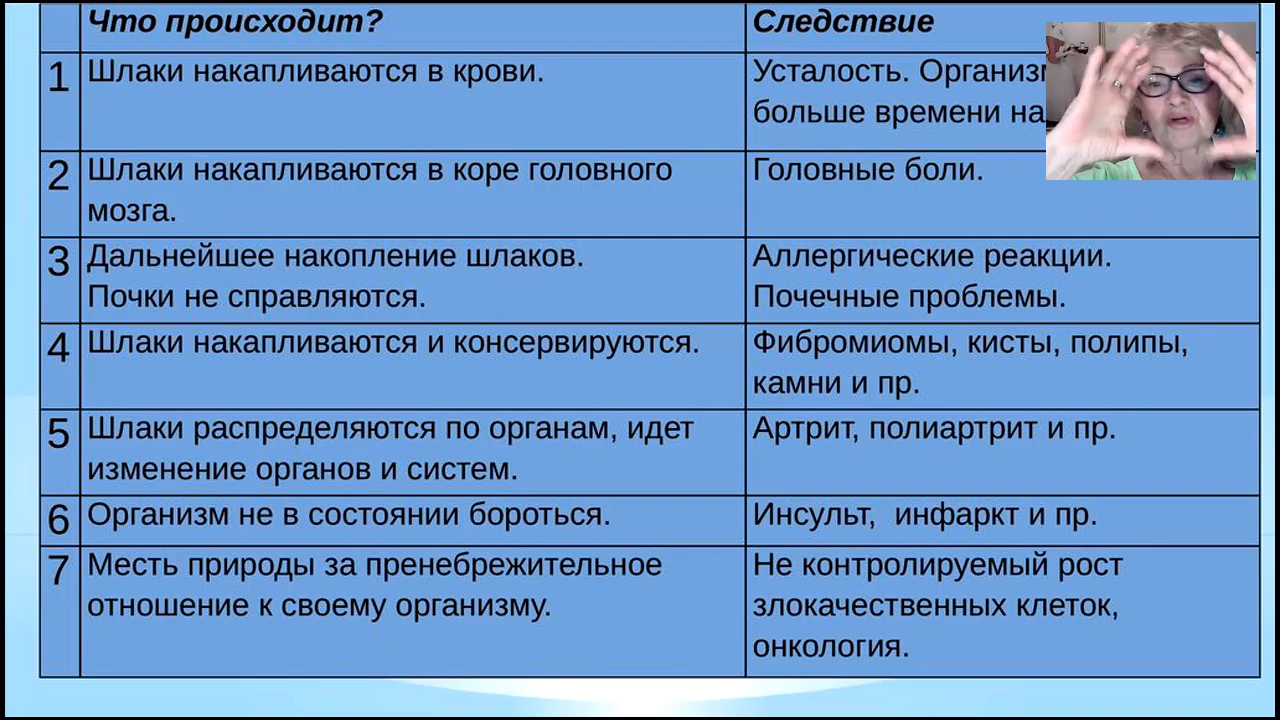 Что происходит?
Следствие
1
Шлаки накапливаются в крови.
Усталость.
больше времени на
2
Шлаки накапливаются в коре головного
мозга.
Головные боли.
3
Дальнейшее накопление шлаков.
Почки не справляются.
Аллергические реакции.
Почечные проблемы.
4
Шлаки накапливаются и консервируются.
Фибромиомы, кисты, полипы,
камни и пр.
5
Шлаки распределяются по органам, идет
изменение органов и систем.
Артрит, полиартрит и пр.
6
Организм не в состоянии бороться.
Инсульт, инфаркт и пр.
7
Месть природы за пренебрежительное
отношение к своему организму.
Не контролируемый рост
злокачественных клеток,
онкология.